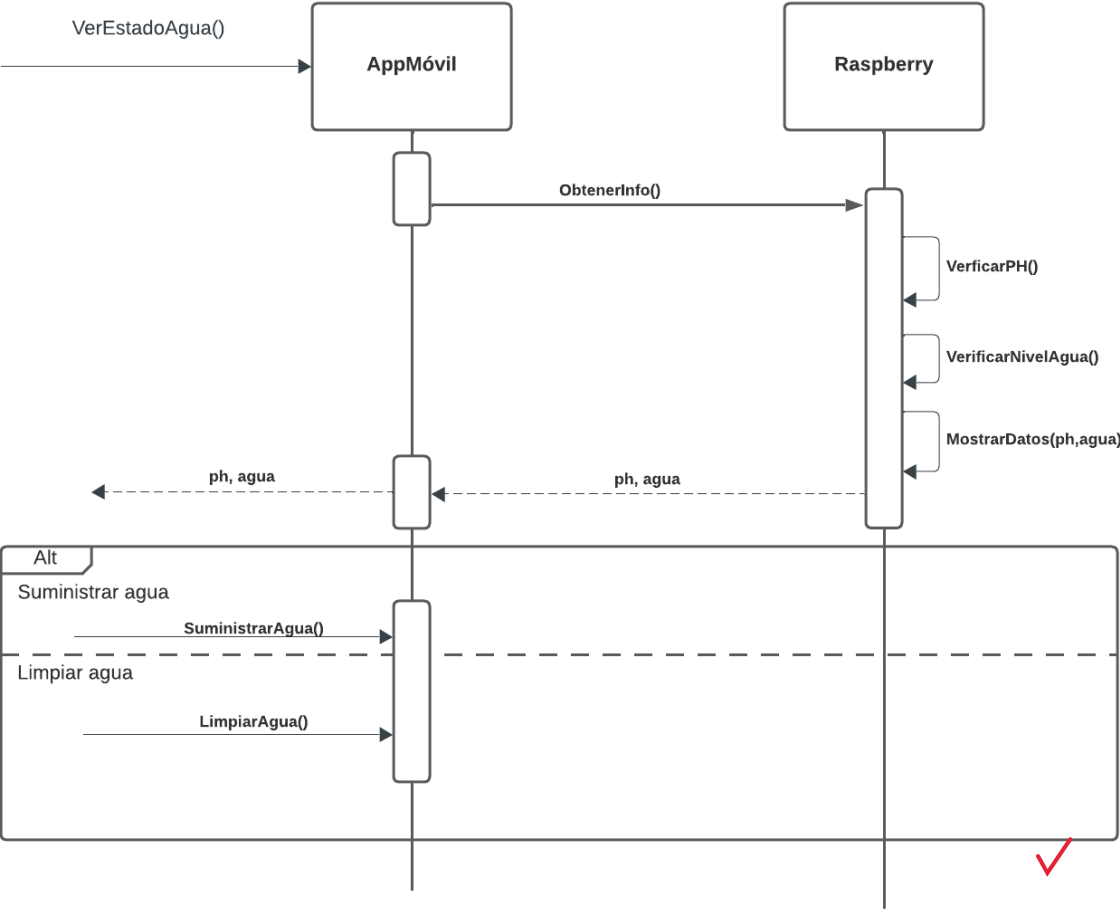 VerEstadoAgua()
AppMóvil
Raspberry
ObtenerInfo()
VerficarPH()
VerificarNivelAgua()
MostrarDatos(ph,agua)
ph, agua
ph, agua
Alt
Suministrar agua
SuministrarAgua()
Limpiar agua
LimpiarAgua()